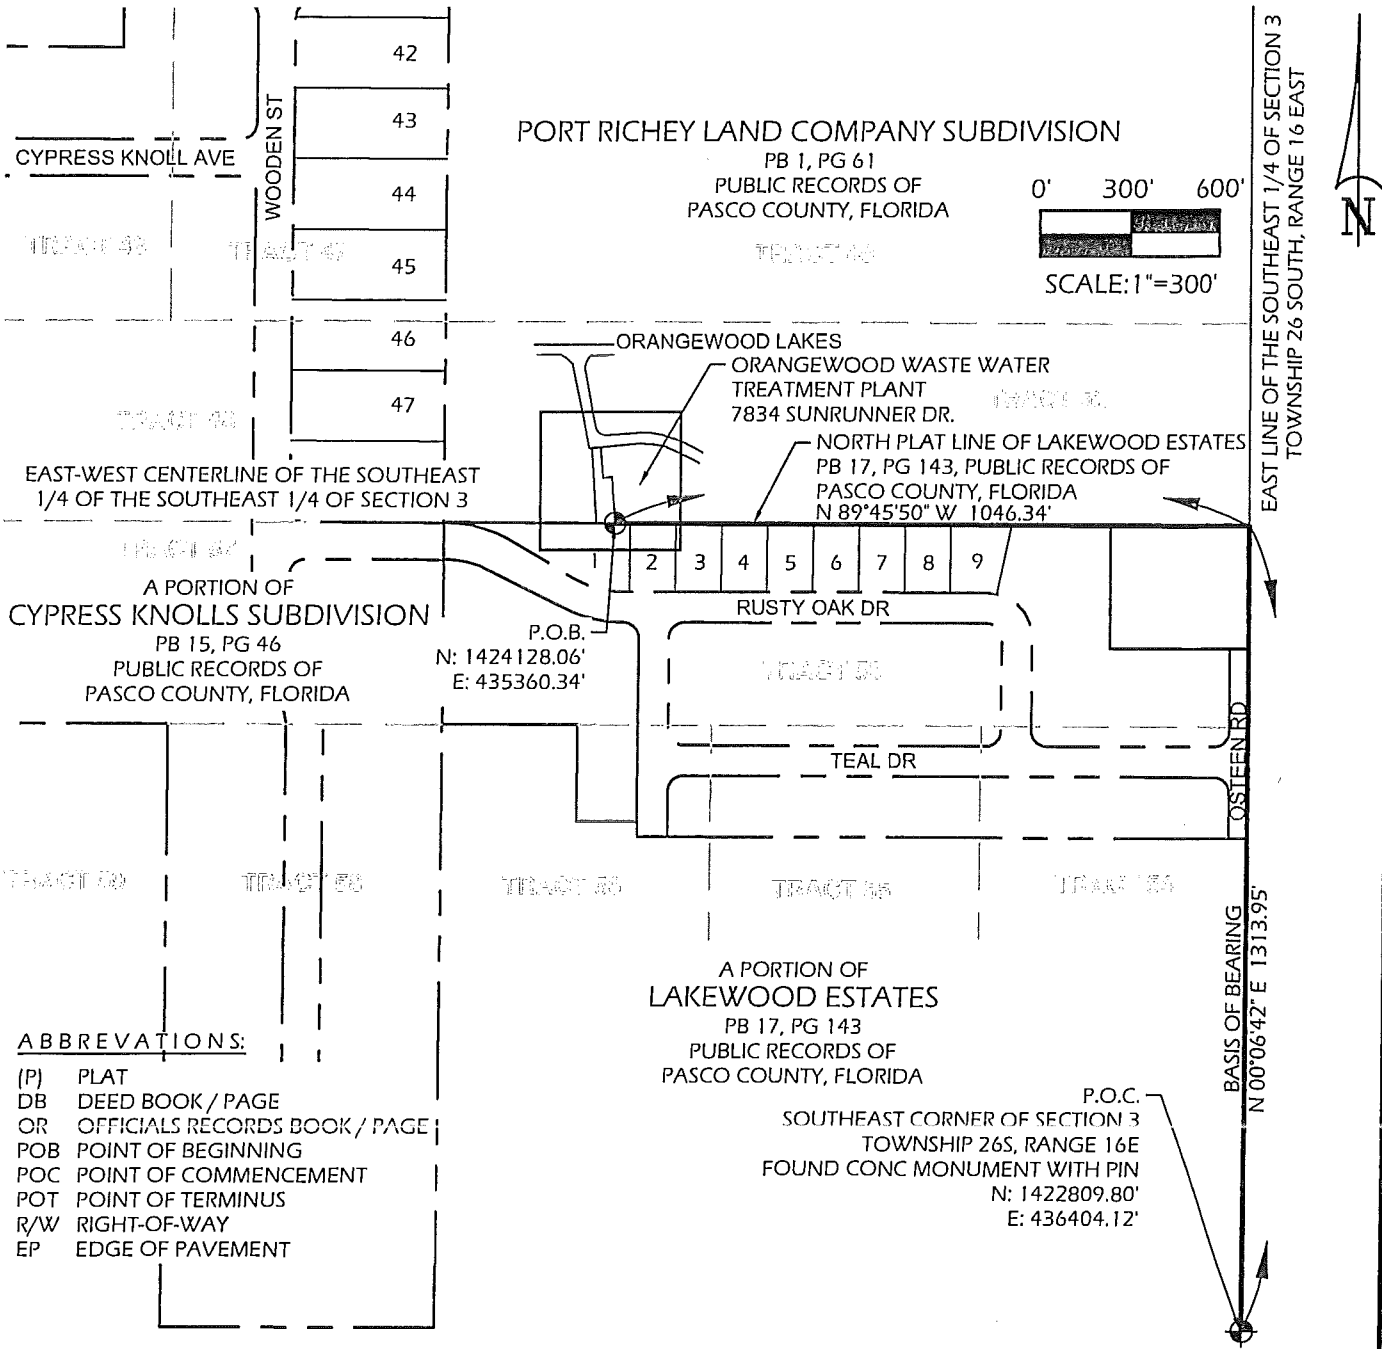 42
43
44
45
46
47
WOODEN ST
CYPRESS KNOLL AVE
PORT RICHEY LAND COMPANY SUBDIVISION
PB 1, PG 61
PUBLIC RECORDS OF
PASCO COUNTY, FLORIDA
0' 300' 600'
SCALE:1"=300'
N
EAST LINE OF THE SOUTHEAST 1/4 OF SECTION 3
TOWNSHIP 26 SOUTH, RANGE 16 EAST
ORANGEWOOD LAKES
ORANGEWOOD WASTE WATER
TREATMENT PLANT
7834 SUNRUNNER DR.
NORTH PLAT LINE OF LAKEWOOD ESTATES
PB 17, PG 143, PUBLIC RECORDS OF
PASCO COUNTY, FLORIDA
N 89°45'50" W 1046.34'
EAST-WEST CENTERLINE OF THE SOUTHEAST
1/4 OF THE SOUTHEAST 1/4 OF SECTION 3
A PORTION OF
CYPRESS KNOLLS SUBDIVISION
PB 15, PG 46
PUBLIC RECORDS OF
PASCO COUNTY, FLORIDA
1 2 3 4 5 6 7 8 9
RUSTY OAK DR
P.O.B.
N: 1424128.06'
E: 435360.34'
TEAL DR
OSTEEN RD
TRACT
TRACT
TRACT
TRACT
A PORTION OF
LAKEWOOD ESTATES
PB 17, PG 143
PUBLIC RECORDS OF
PASCO COUNTY, FLORIDA
BASIS OF BEARING
N 00°06'42" E 1313.95'
P.O.C.
SOUTHEAST CORNER OF SECTION 3
TOWNSHIP 26S, RANGE 16E
FOUND CONC MONUMENT WITH PIN
N: 1422809.80'
E: 436404.12'
ABBREVATIONS:
(P) PLAT
DB DEED BOOK / PAGE
OR OFFICIALS RECORDS BOOK / PAGE
POB POINT OF BEGINNING
POC POINT OF COMMENCEMENT
POT POINT OF TERMINUS
R/W RIGHT-OF-WAY
EP EDGE OF PAVEMENT